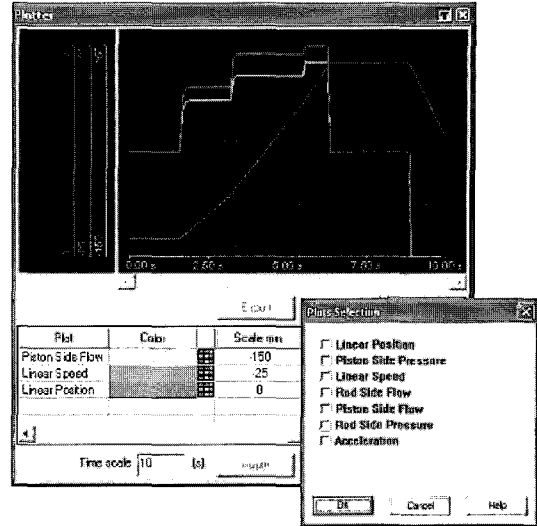 Plotter
0.00 s 2.50 s 5.00 s 7.50 s 10.00 s
Export
Plot Color Scale min
Piston Side Flow -150
Linear Speed -25
Linear Position 0
Time scale 10 (s)
Plots Selection
Linear Position
Piston Side Pressure
Linear Speed
Rod Side Flow
Piston Side Flow
Rod Side Pressure
Acceleration
OK Cancel Help